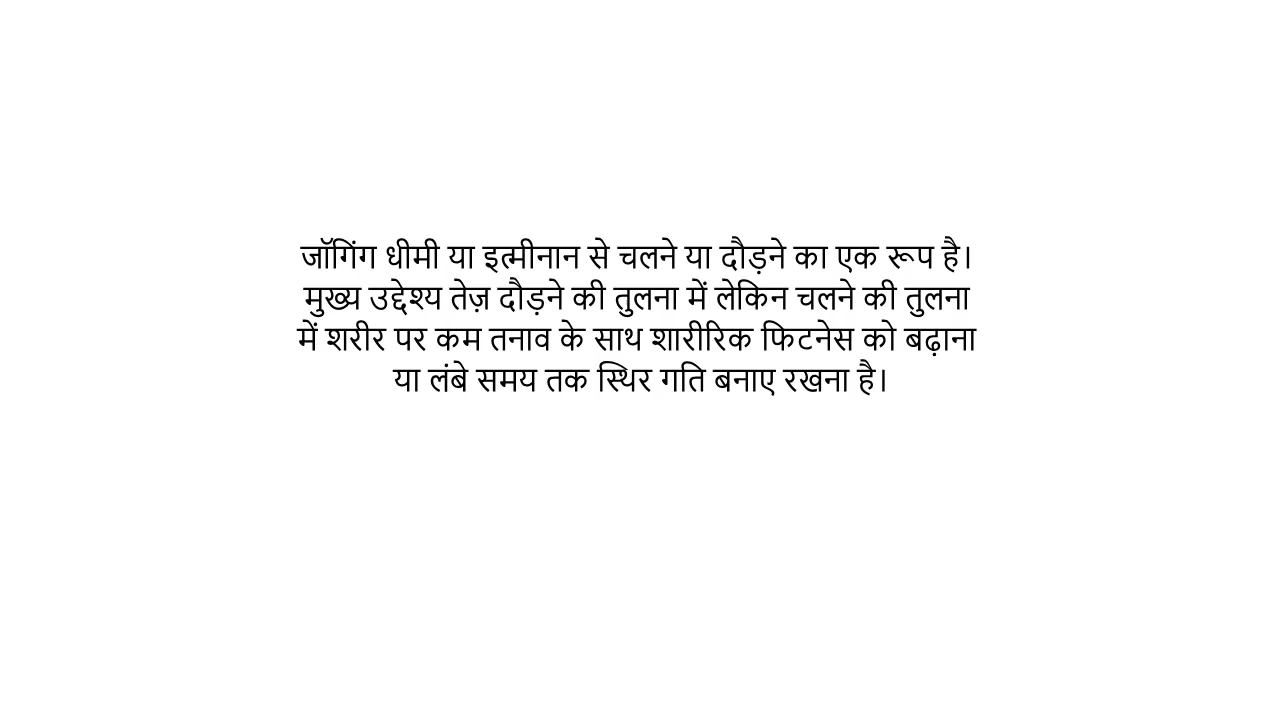 जॉगिंग धीमी या इत्मीनान से चलने या दौड़ने का एक रूप है।
मुख्य उद्देश्य तेज़ दौड़ने की तुलना में लेकिन चलने की तुलना
में शरीर पर कम तनाव के साथ शारीरिक फिटनेस को बढ़ाना
या लंबे समय तक स्थिर गति बनाए रखना है।